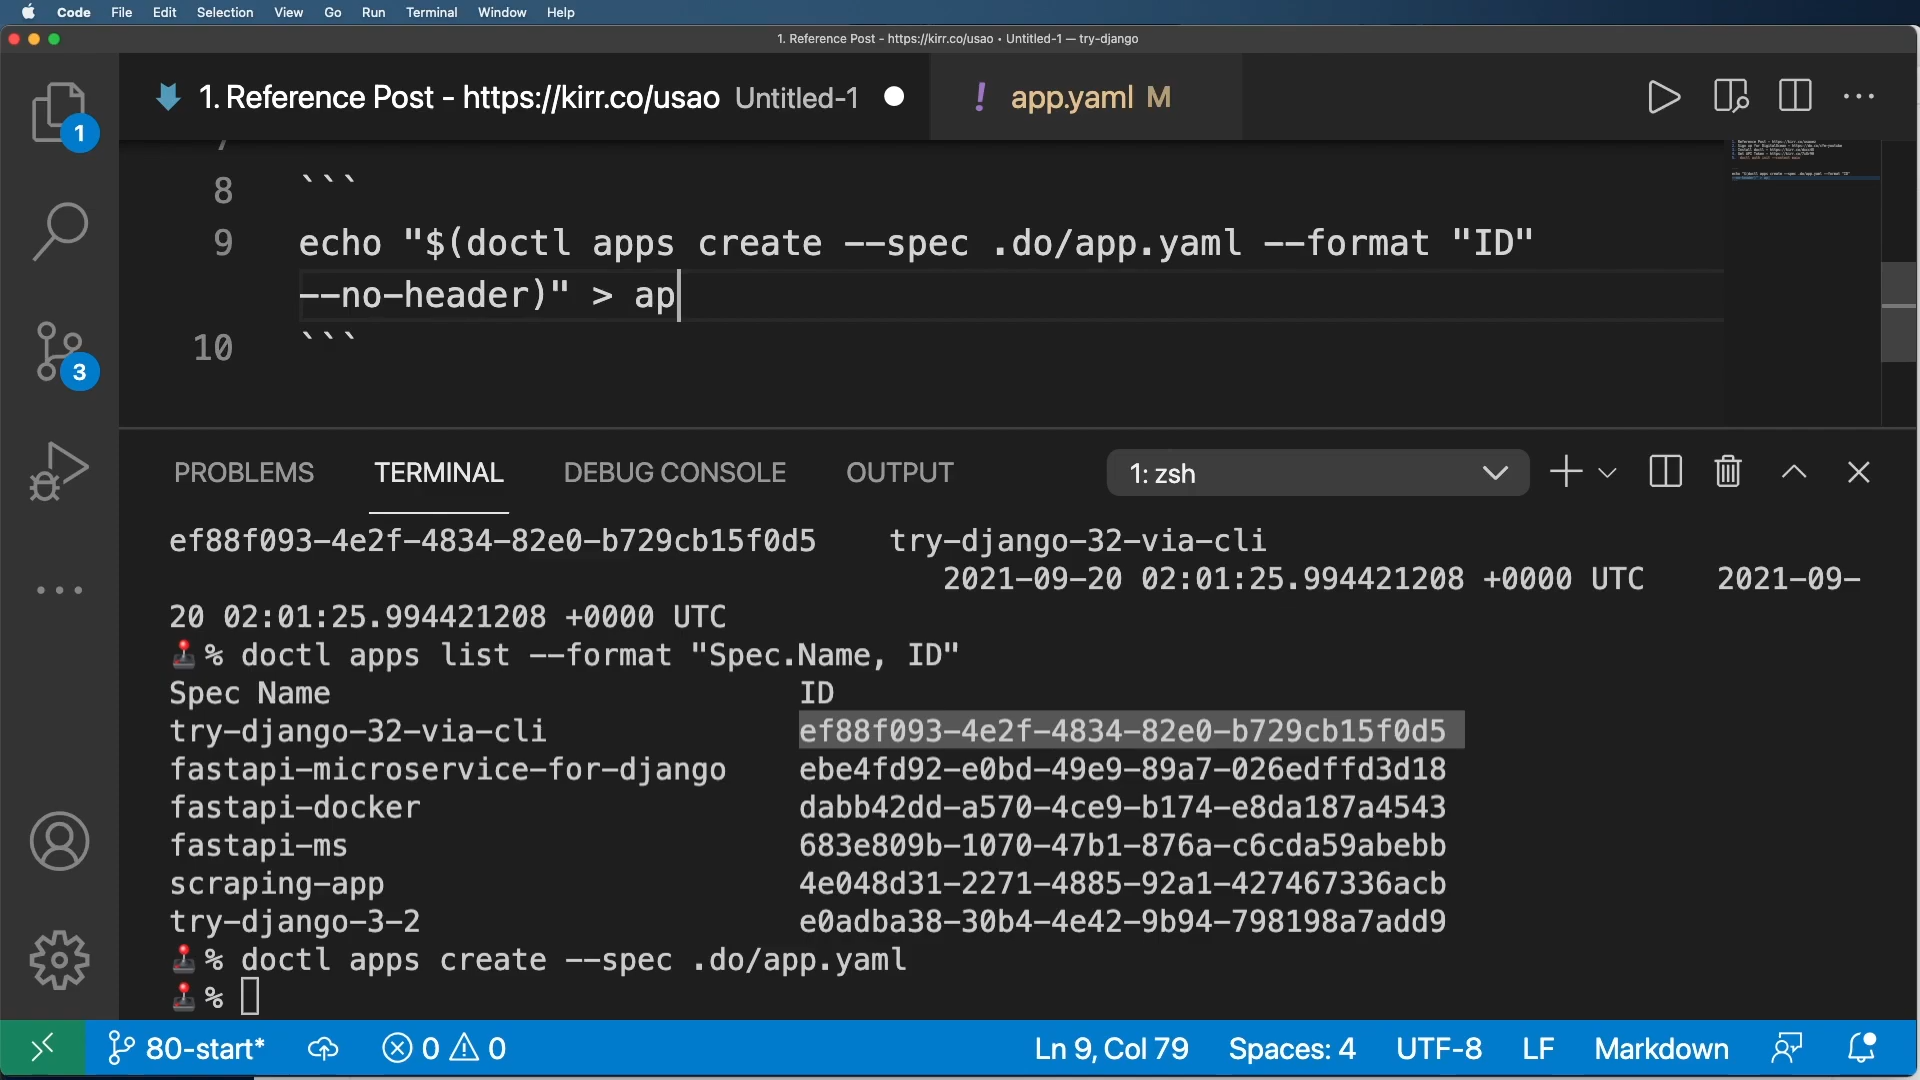 Code File Edit Selection View Go Run Terminal Window Help
1. Reference Post - https://kirr.co/usao • Untitled-1 — try-django
1. Reference Post - https://kirr.co/usao Untitled-1 ● ! app.yaml M
1
8 ```
9 echo "$(doctl apps create --spec .do/app.yaml --format "ID"
--no-header)" > ap
10 ```
3
PROBLEMS TERMINAL DEBUG CONSOLE OUTPUT 1: zsh
ef88f093-4e2f-4834-82e0-b729cb15f0d5 try-django-32-via-cli
2021-09-20 02:01:25.994421208 +0000 UTC 2021-09-
20 02:01:25.994421208 +0000 UTC
🕹️% doctl apps list --format "Spec.Name, ID"
Spec Name ID
try-django-32-via-cli ef88f093-4e2f-4834-82e0-b729cb15f0d5
fastapi-microservice-for-django ebe4fd92-e0bd-49e9-89a7-026edffd3d18
fastapi-docker dabb42dd-a570-4ce9-b174-e8da187a4543
fastapi-ms 683e809b-1070-47b1-876a-c6cda59abebb
scraping-app 4e048d31-2271-4885-92a1-427467336acb
try-django-3-2 e0adba38-30b4-4e42-9b94-798198a7add9
🕹️% doctl apps create --spec .do/app.yaml
🕹️%
80-start* 0 0 Ln 9, Col 79 Spaces: 4 UTF-8 LF Markdown